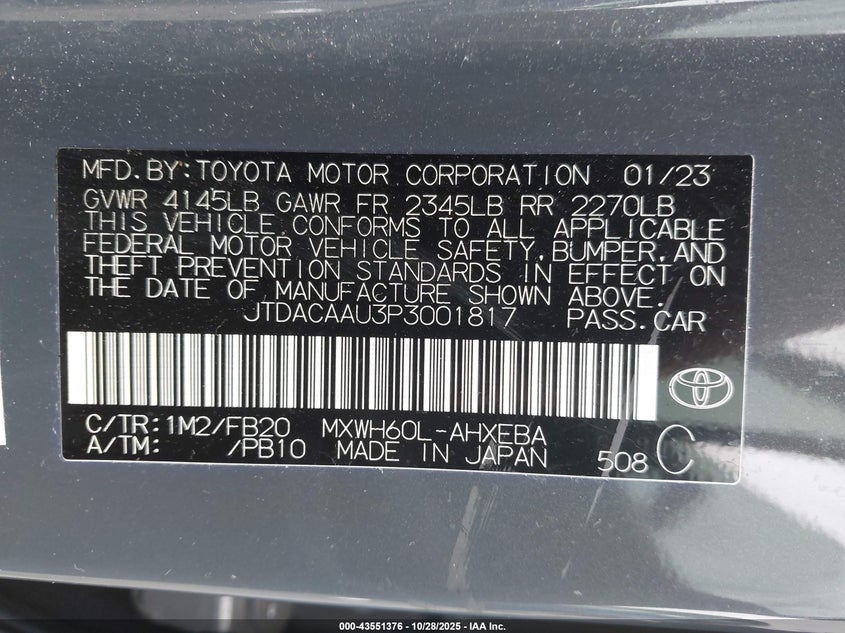 MFD.BY:TOYOTA MOTOR CORPORATION 01/23
GVWR 4145LB GAWR FR 2345LB RR 2270LB
THIS VEHICLE CONFORMS TO ALL APPLICABLE
FEDERAL MOTOR VEHICLE SAFETY,BUMPER,AND
THEFT PREVENTION STANDARDS IN EFFECT ON
THE DATE OF MANUFACTURE SHOWN ABOVE.
JTDACAAU3P3001817 PASS.CAR
C/TR:1M2/FB20 MXWH60L-AHXEBA
A/TM: /PB10 MADE IN JAPAN 508 C
000-43551376 - 10/28/2025 - IAA Inc.